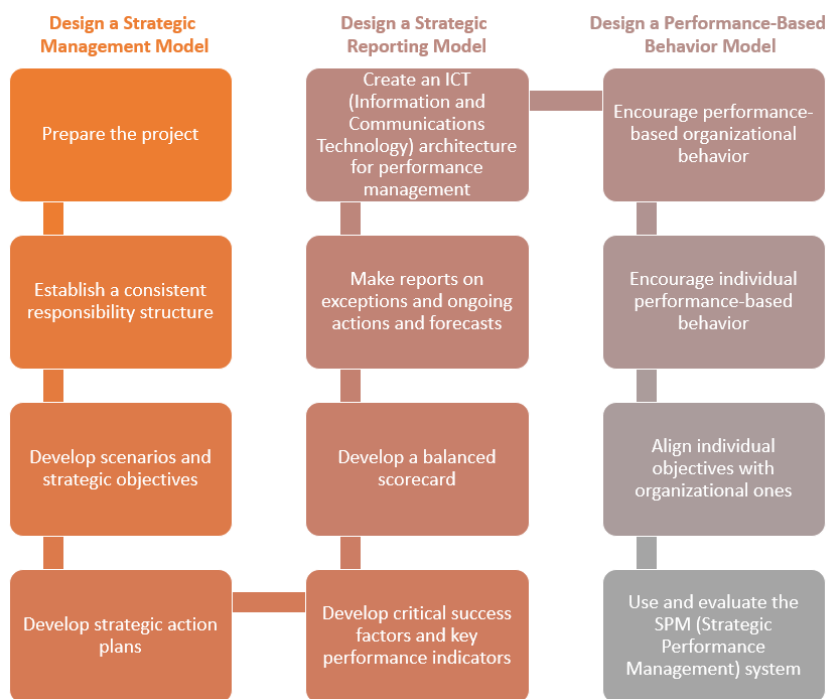 Design a Strategic
Management Model
Prepare the project
Establish a consistent
responsibility structure
Develop scenarios and
strategic objectives
Develop strategic action
plans
Design a Strategic
Reporting Model
Create an ICT
(Information and
Communications
Technology) architecture
for performance
management
Make reports on
exceptions and ongoing
actions and forecasts
Develop a balanced
scorecard
Develop critical success
factors and key
performance indicators
Design a Performance-Based
Behavior Model
Encourage performance-
based organizational
behavior
Encourage individual
performance-based
behavior
Align individual
objectives with
organizational ones
Use and evaluate the
SPM (Strategic
Performance
Management) system